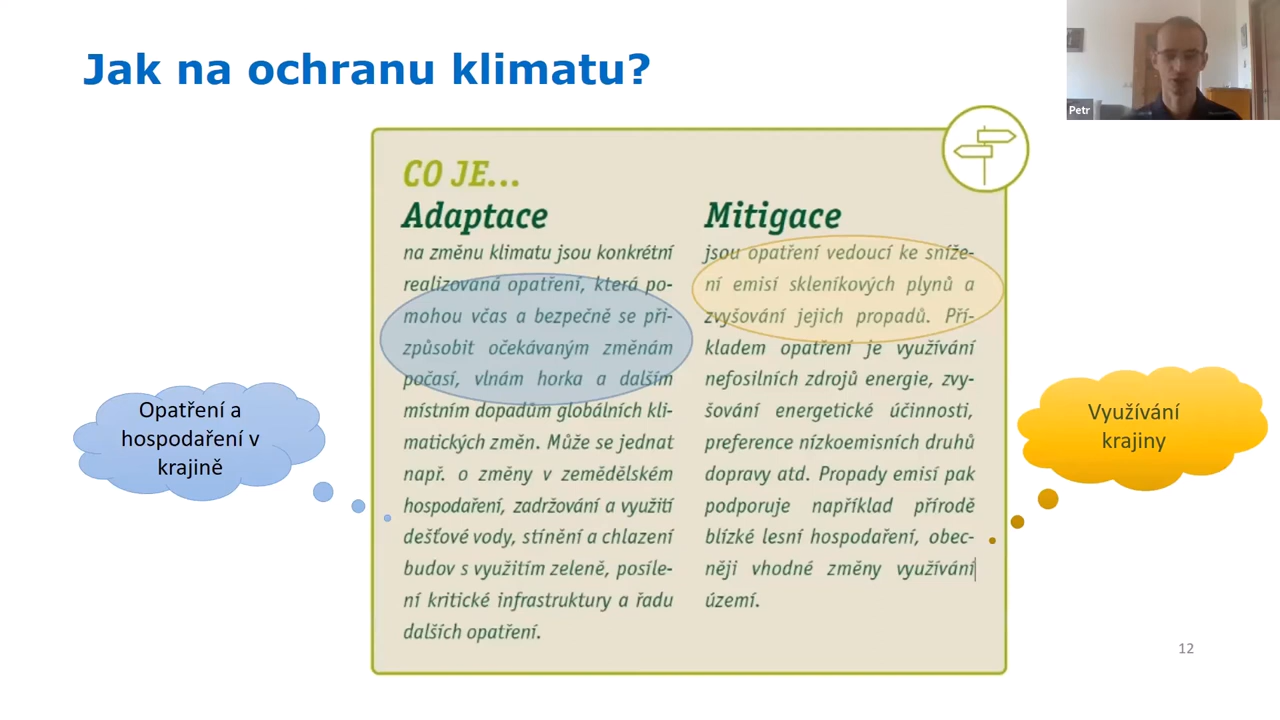 Jak na ochranu klimatu?
Petr
CO JE...
Adaptace
na změnu klimatu jsou konkrétní
realizovaná opatření, která po-
mohou včas a bezpečně se při-
způsobit očekávaným změnám
počasí, vlnám horka a dalším
místním dopadům globálních kli-
matických změn. Může se jednat
např. o změny v zemědělském
hospodaření, zadržování a využití
dešťové vody, stínění a chlazení
budov s využitím zeleně, posíle-
ní kritické infrastruktury a řadu
dalších opatření.
Mitigace
jsou opatření vedoucí ke sníže-
ní emisí skleníkových plynů a
zvyšování jejich propadů. Pří-
kladem opatření je využívání
nefosilních zdrojů energie, zvy-
šování energetické účinnosti,
preference nízkoemisních druhů
dopravy atd. Propady emisí pak
podporuje například přírodě
blízké lesní hospodaření, obec-
něji vhodné změny využívání
území.
Opatření a
hospodaření v
krajině
Využívání
krajiny
12